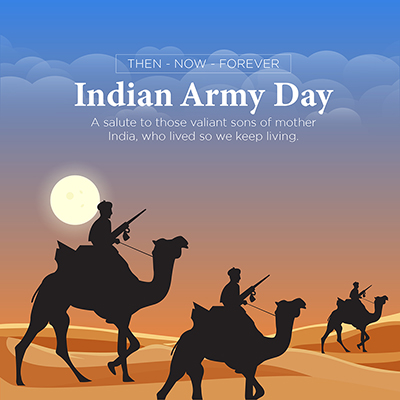 THEN - NOW - FOREVER
Indian Army Day
A salute to those valiant sons of mother
India, who lived so we keep living.